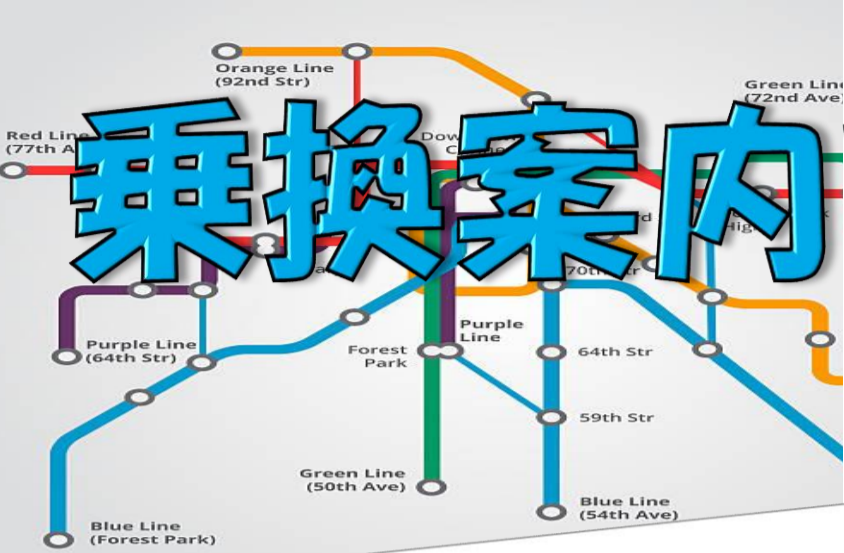 Orange Line
(92nd Str)
Green Line
(72nd Ave)
Red Line
(77th
乗換案内
70th Str
Purple Line
(64th Str)
Purple
Line
Forest
Park
64th Str
59th Str
Green Line
(50th Ave)
Blue Line
(54th Ave)
Blue Line
(Forest Park)